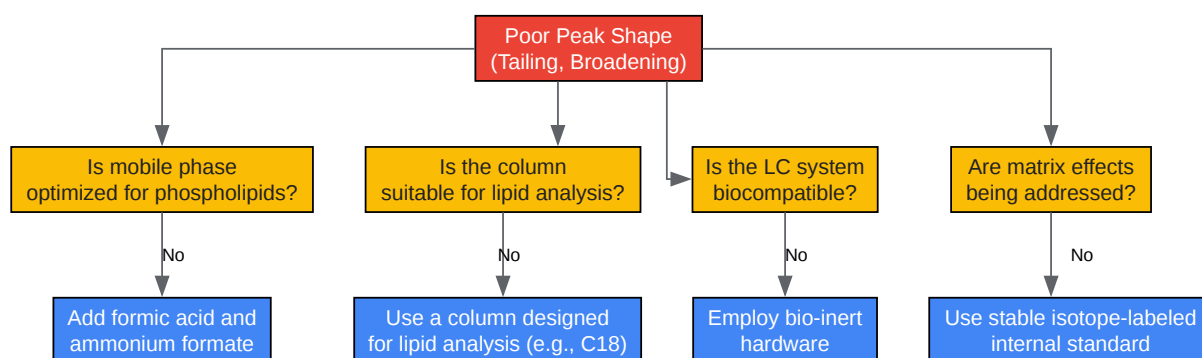 Poor Peak Shape
(Tailing, Broadening)
Is mobile phase
optimized for phospholipids?
Is the column
suitable for lipid analysis?
Is the LC system
biocompatible?
Are matrix effects
being addressed?
No
No
No
No
Add formic acid and
ammonium formate
Use a column designed
for lipid analysis (e.g., C18)
Employ bio-inert
hardware
Use stable isotope-labeled
internal standard